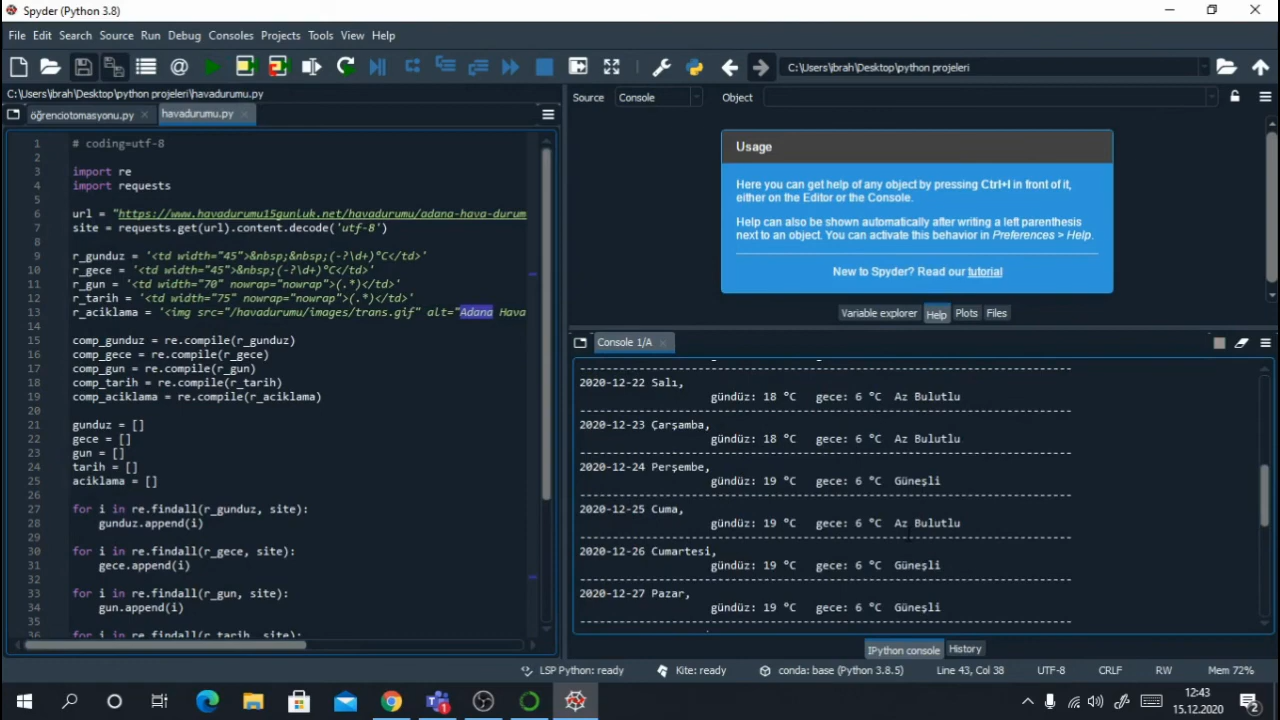 Spyder (Python 3.8)
File Edit Search Source Run Debug Consoles Projects Tools View Help
C:\Users\ibrah\Desktop\python projeleri
C:\Users\ibrah\Desktop\python projeleri\havadurumu.py
öğrenciotomasyonu.py havadurumu.py
1 # coding=utf-8
2
3 import re
4 import requests
5
6 url = "https://www.havadurumu15gunluk.net/havadurumu/adana-hava-durum
7 site = requests.get(url).content.decode('utf-8')
8
9 r_gunduz = '<td width="45">&nbsp;&nbsp;(-?\d+)°C</td>'
10 r_gece = '<td width="45">&nbsp;(-?\d+)°C</td>'
11 r_gun = '<td width="70" nowrap="nowrap">(.*)</td>'
12 r_tarih = '<td width="75" nowrap="nowrap">(.*)</td>'
13 r_aciklama = '<img src="/havadurumu/images/trans.gif" alt="Adana Hava
14
15 comp_gunduz = re.compile(r_gunduz)
16 comp_gece = re.compile(r_gece)
17 comp_gun = re.compile(r_gun)
18 comp_tarih = re.compile(r_tarih)
19 comp_aciklama = re.compile(r_aciklama)
20
21 gunduz = []
22 gece = []
23 gun = []
24 tarih = []
25 aciklama = []
26
27 for i in re.findall(r_gunduz, site):
28 gunduz.append(i)
29
30 for i in re.findall(r_gece, site):
31 gece.append(i)
32
33 for i in re.findall(r_gun, site):
34 gun.append(i)
35
36 for i in re.findall(r_tarih, site):
Source Console Object
Usage
Here you can get help of any object by pressing Ctrl+I in front of it,
either on the Editor or the Console.
Help can also be shown automatically after writing a left parenthesis
next to an object. You can activate this behavior in Preferences > Help.
New to Spyder? Read our tutorial
Variable explorer Help Plots Files
Console 1/A
--------------------------------------------------------------------------
2020-12-22 Salı,
gündüz: 18 °C gece: 6 °C Az Bulutlu
--------------------------------------------------------------------------
2020-12-23 Çarşamba,
gündüz: 18 °C gece: 6 °C Az Bulutlu
--------------------------------------------------------------------------
2020-12-24 Perşembe,
gündüz: 19 °C gece: 6 °C Güneşli
--------------------------------------------------------------------------
2020-12-25 Cuma,
gündüz: 19 °C gece: 6 °C Az Bulutlu
--------------------------------------------------------------------------
2020-12-26 Cumartesi,
gündüz: 19 °C gece: 6 °C Güneşli
--------------------------------------------------------------------------
2020-12-27 Pazar,
gündüz: 19 °C gece: 6 °C Güneşli
--------------------------------------------------------------------------
IPython console History
LSP Python: ready Kite: ready conda: base (Python 3.8.5) Line 43, Col 38 UTF-8 CRLF RW Mem 72%
12:43
15.12.2020
2